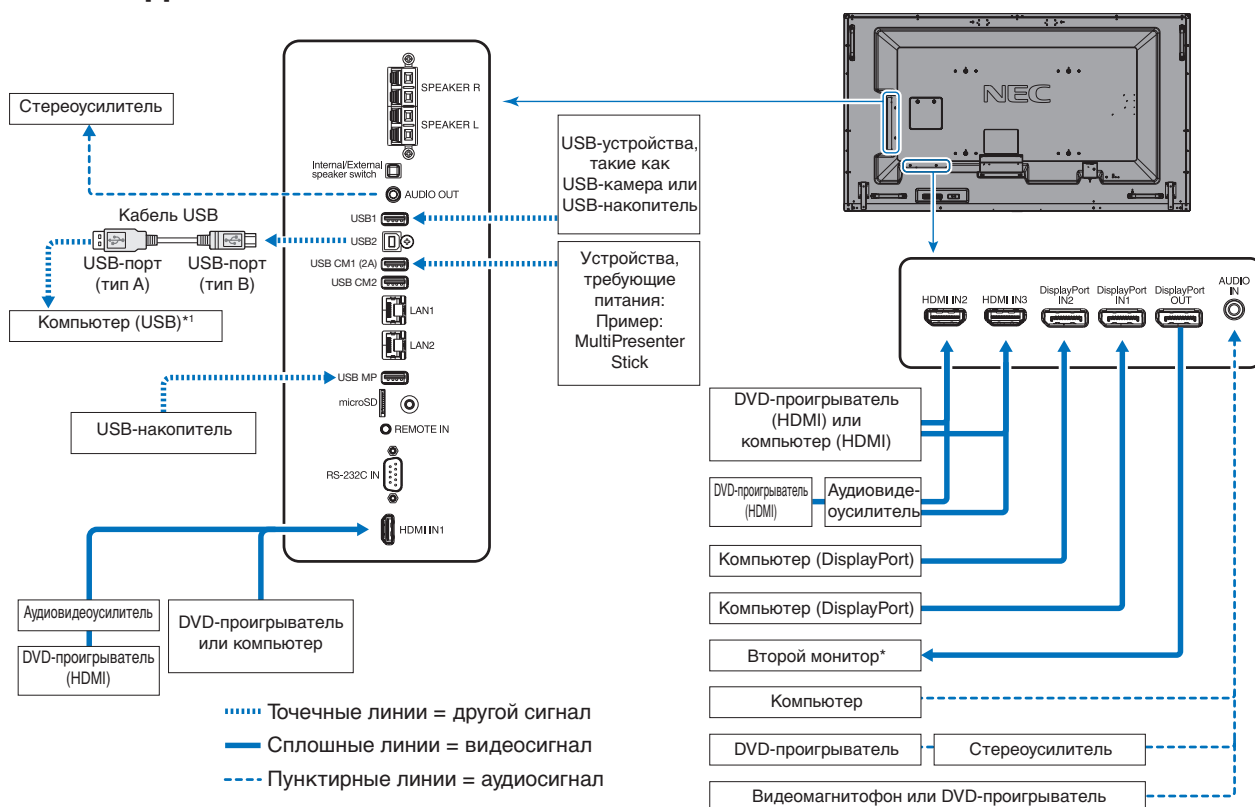 SPEAKER R
SPEAKER L
Internal/External
speaker switch
AUDIO OUT
USB1
USB2
USB CM1 (2A)
USB CM2
LAN1
LAN2
USB MP
microSD
REMOTE IN
RS-232C IN
HDMI IN1
Стереоусилитель
Кабель USB
USB-порт
(тип A)
USB-порт
(тип B)
Компьютер (USB)*1
USB-накопитель
Аудиовидеоусилитель
DVD-проигрыватель
(HDMI)
DVD-проигрыватель
или компьютер
USB-устройства,
такие как
USB-камера или
USB-накопитель
Устройства,
требующие
питания:
Пример:
MultiPresenter
Stick
NEC
HDMI IN2
HDMI IN3
DisplayPort
IN2
DisplayPort
IN1
DisplayPort
OUT
AUDIO
IN
DVD-проигрыватель
(HDMI) или
компьютер (HDMI)
DVD-проигрыватель
(HDMI)
Аудиовиде-
оусилитель
Компьютер (DisplayPort)
Компьютер (DisplayPort)
Второй монитор*
Компьютер
DVD-проигрыватель
Стереоусилитель
Видеомагнитофон или DVD-проигрыватель
Точечные линии = другой сигнал
Сплошные линии = видеосигнал
Пунктирные линии = аудиосигнал